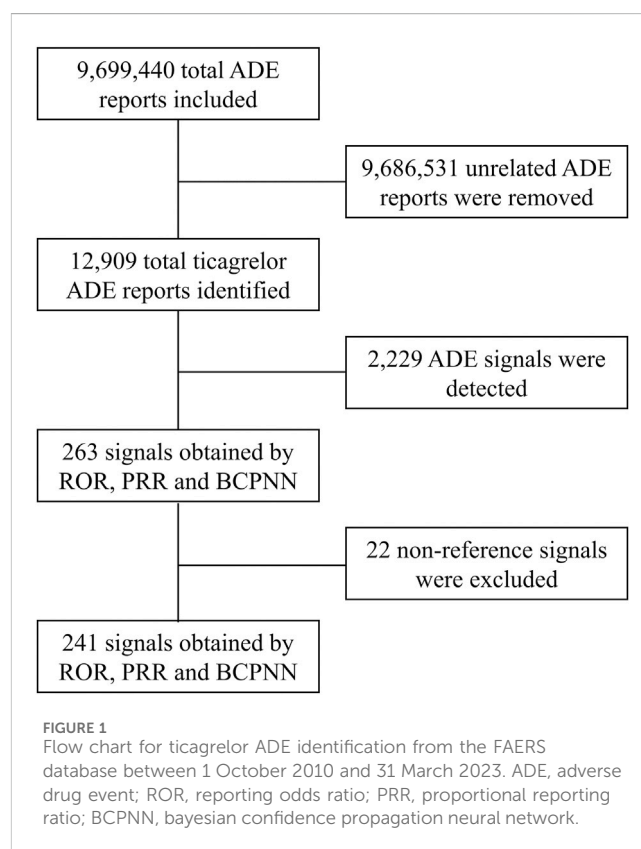 9,699,440 total ADE
reports included
9,686,531 unrelated ADE
reports were removed
12,909 total ticagrelor
ADE reports identified
2,229 ADE signals were
detected
263 signals obtained by
ROR, PRR and BCPNN
22 non-reference signals
were excluded
241 signals obtained by
ROR, PRR and BCPNN
FIGURE 1
Flow chart for ticagrelor ADE identification from the FAERS
database between 1 October 2010 and 31 March 2023. ADE, adverse
drug event; ROR, reporting odds ratio; PRR, proportional reporting
ratio; BCPNN, bayesian confidence propagation neural network.